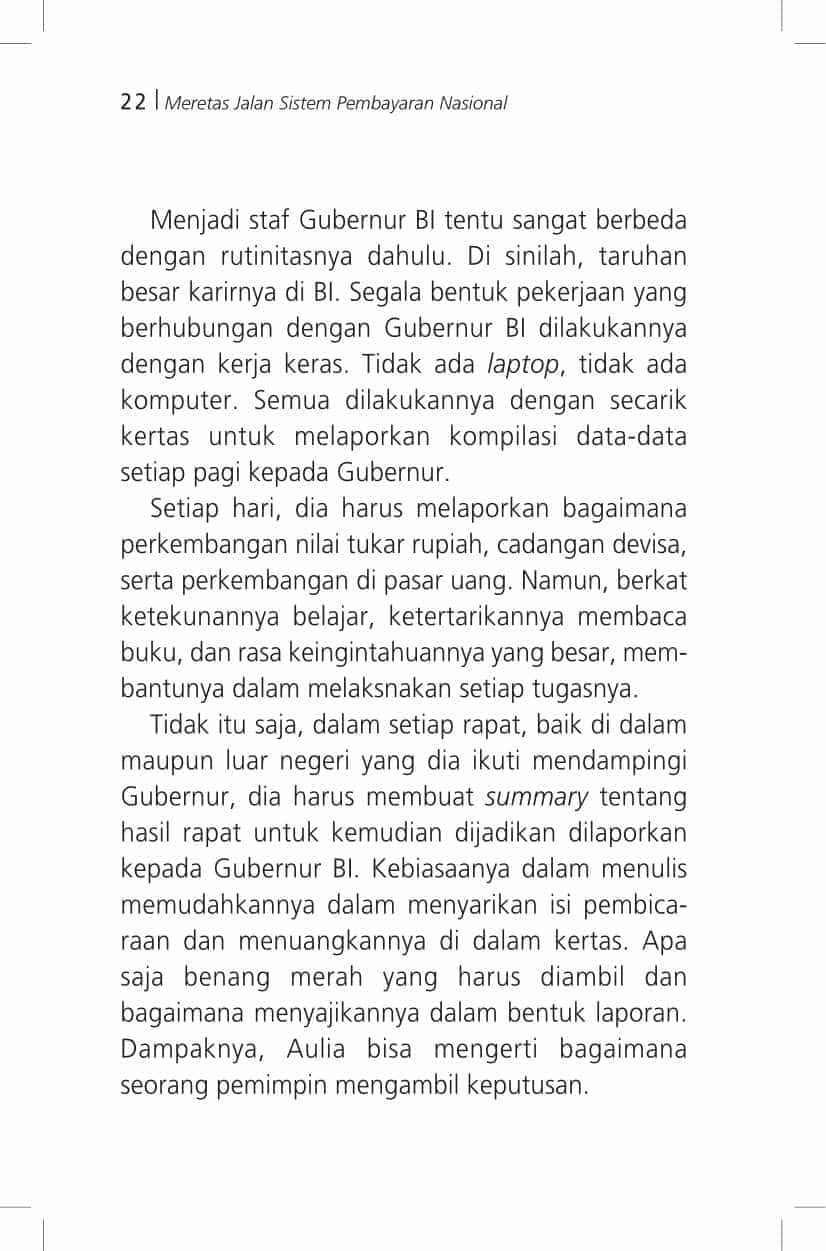 22 | Meretas Jalan Sistem Pembayaran Nasional
Menjadi staf Gubernur BI tentu sangat berbeda
dengan rutinitasnya dahulu. Di sinilah, taruhan
besar karirnya di BI. Segala bentuk pekerjaan yang
berhubungan dengan Gubernur BI dilakukannya
dengan kerja keras. Tidak ada laptop, tidak ada
komputer. Semua dilakukannya dengan secarik
kertas untuk melaporkan kompilasi data-data
setiap pagi kepada Gubernur.
Setiap hari, dia harus melaporkan bagaimana
perkembangan nilai tukar rupiah, cadangan devisa,
serta perkembangan di pasar uang. Namun, berkat
ketekunannya belajar, ketertarikannya membaca
buku, dan rasa keingintahuannya yang besar, mem-
bantunya dalam melaksnakan setiap tugasnya.
Tidak itu saja, dalam setiap rapat, baik di dalam
maupun luar negeri yang dia ikuti mendampingi
Gubernur, dia harus membuat summary tentang
hasil rapat untuk kemudian dijadikan dilaporkan
kepada Gubernur BI. Kebiasaanya dalam menulis
memudahkannya dalam menyarikan isi pembica-
raan dan menuangkannya di dalam kertas. Apa
saja benang merah yang harus diambil dan
bagaimana menyajikannya dalam bentuk laporan.
Dampaknya, Aulia bisa mengerti bagaimana
seorang pemimpin mengambil keputusan.